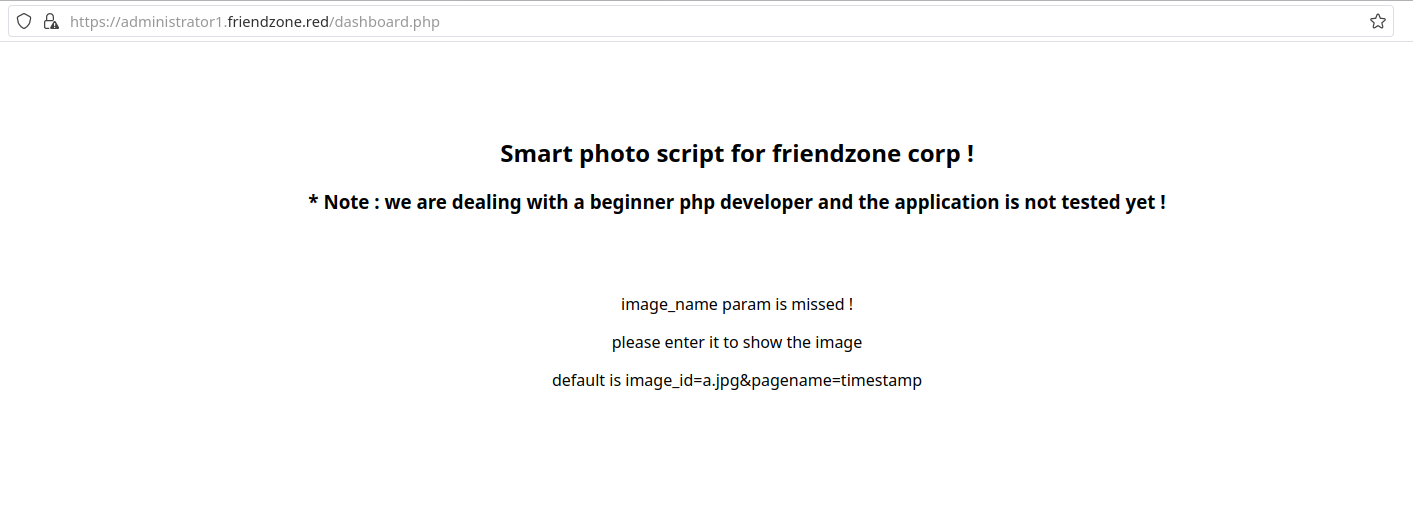 https://administrator1.friendzone.red/dashboard.php
Smart photo script for friendzone corp !
* Note : we are dealing with a beginner php developer and the application is not tested yet !
image_name param is missed !
please enter it to show the image
default is image_id=a.jpg&pagename=timestamp